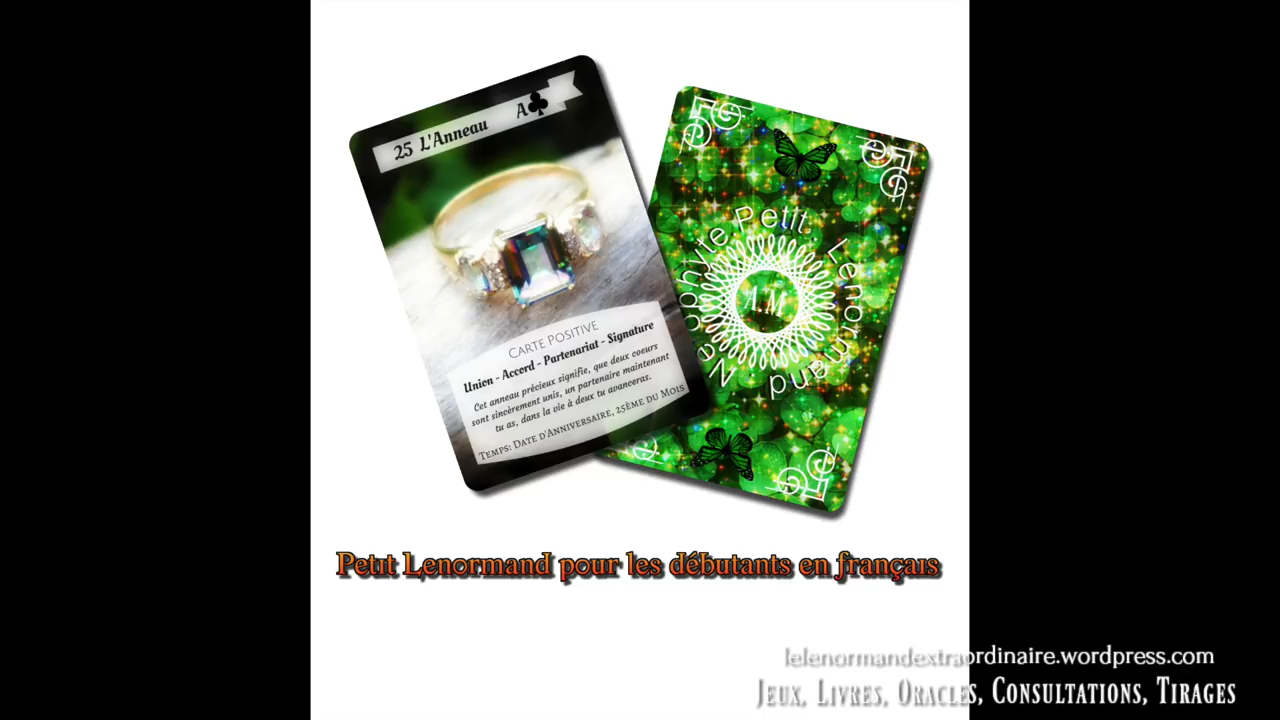 25 L'Anneau A♣
CARTE POSITIVE
Union - Accord - Partenariat - Signature
Cet anneau précieux signifie, que deux coeurs
sont sincèrement unis, un partenaire maintenant
tu as, dans la vie à deux tu avanceras.
TEMPS: DATE D'ANNIVERSAIRE, 25ÈME DU MOIS
Neophyte Petit Lenormand
A.M
Petit Lenormand pour les débutants en français
lelenormandextraordinaire.wordpress.com
JEUX, LIVRES, ORACLES, CONSULTATIONS, TIRAGES